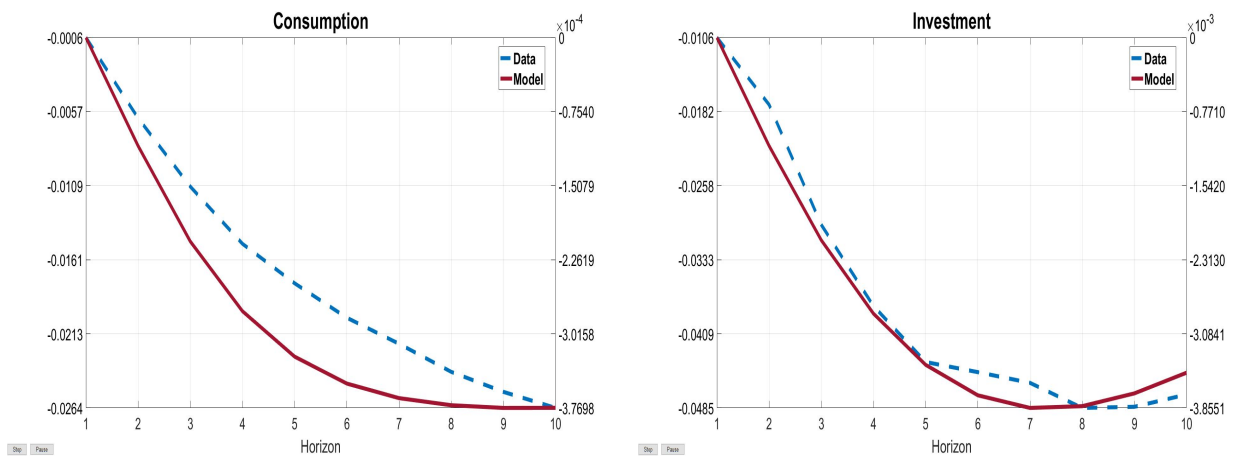 Consumption
×10-4
-0.0006
-0.0057
-0.0109
-0.0161
-0.0213
-0.0264
0
-0.7540
-1.5079
-2.2619
-3.0158
-3.7698
Data
Model
1 2 3 4 5 6 7 8 9 10
Horizon
Stop Pause
Investment
×10-3
-0.0106
-0.0182
-0.0258
-0.0333
-0.0409
-0.0485
0
-0.7710
-1.5420
-2.3130
-3.0841
-3.8551
Data
Model
1 2 3 4 5 6 7 8 9 10
Horizon
Stop Pause